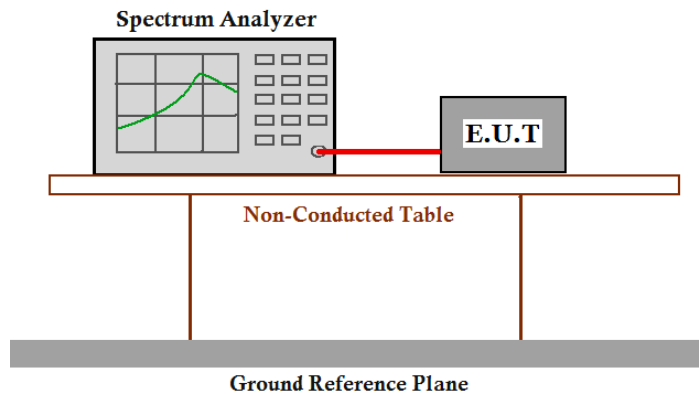 Spectrum Analyzer
E.U.T
Non-Conducted Table
Ground Reference Plane